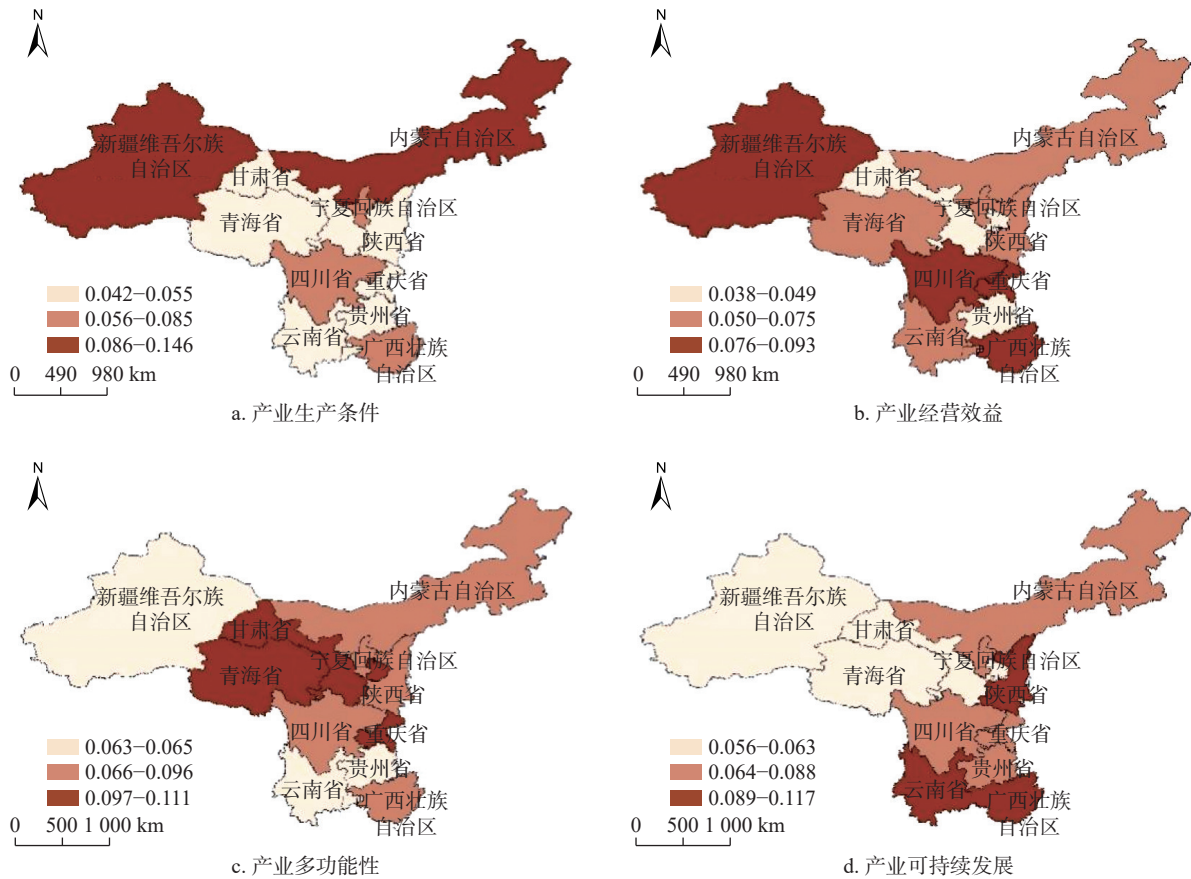 N
新疆维吾尔族
自治区
内蒙古自治区
甘肃省
宁夏回族自治区
青海省
陕西省
四川省
重庆省
贵州省
云南省
广西壮族
自治区
0.042−0.055
0.056−0.085
0.086−0.146
0 490 980 km
a. 产业生产条件
N
新疆维吾尔族
自治区
内蒙古自治区
甘肃省
宁夏回族自治区
青海省
陕西省
四川省
重庆省
贵州省
云南省
广西壮族
自治区
0.038−0.049
0.050−0.075
0.076−0.093
0 490 980 km
b. 产业经营效益
N
新疆维吾尔族
自治区
内蒙古自治区
甘肃省
宁夏回族自治区
青海省
陕西省
四川省
重庆省
贵州省
云南省
广西壮族
自治区
0.063−0.065
0.066−0.096
0.097−0.111
0 500 1 000 km
c. 产业多功能性
N
新疆维吾尔族
自治区
内蒙古自治区
甘肃省
宁夏回族自治区
青海省
陕西省
四川省
重庆省
贵州省
云南省
广西壮族
自治区
0.056−0.063
0.064−0.088
0.089−0.117
0 500 1 000 km
d. 产业可持续发展